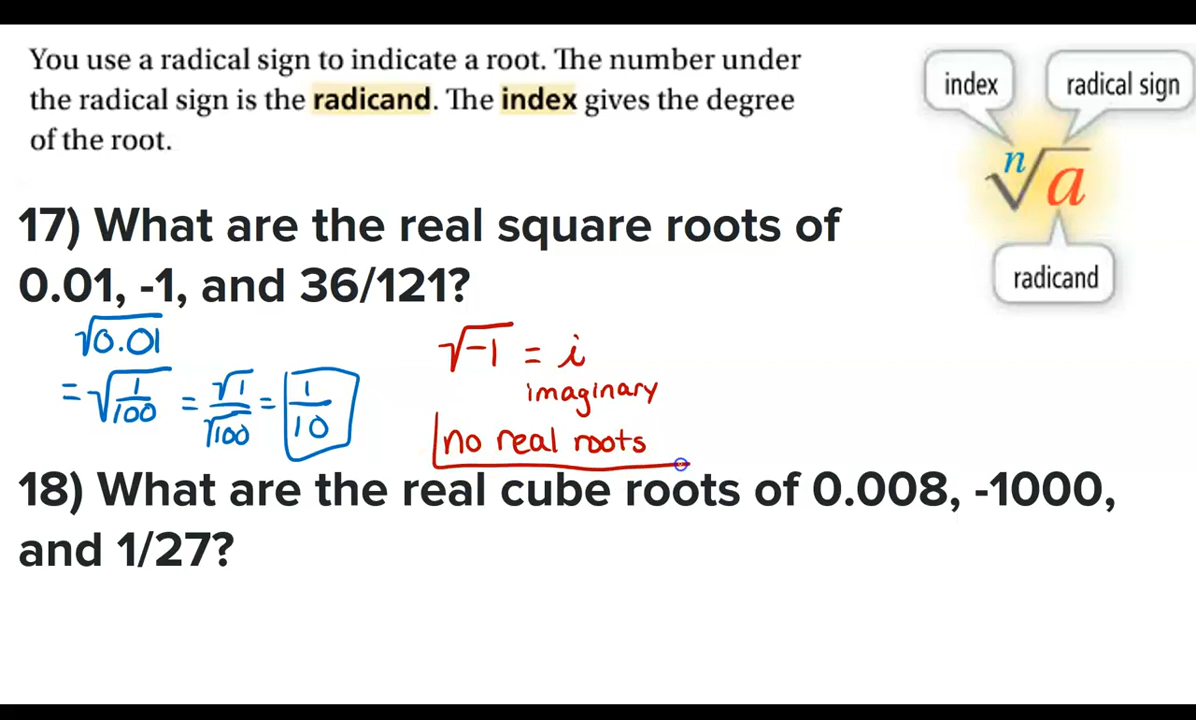 You use a radical sign to indicate a root. The number under
the radical sign is the radicand. The index gives the degree
of the root.
index
radical sign
n√a
radicand
17) What are the real square roots of
0.01, -1, and 36/121?
√0.01
= √(1/100) = √1/√100 = 1/10
√-1 = i
imaginary
no real roots
18) What are the real cube roots of 0.008, -1000,
and 1/27?